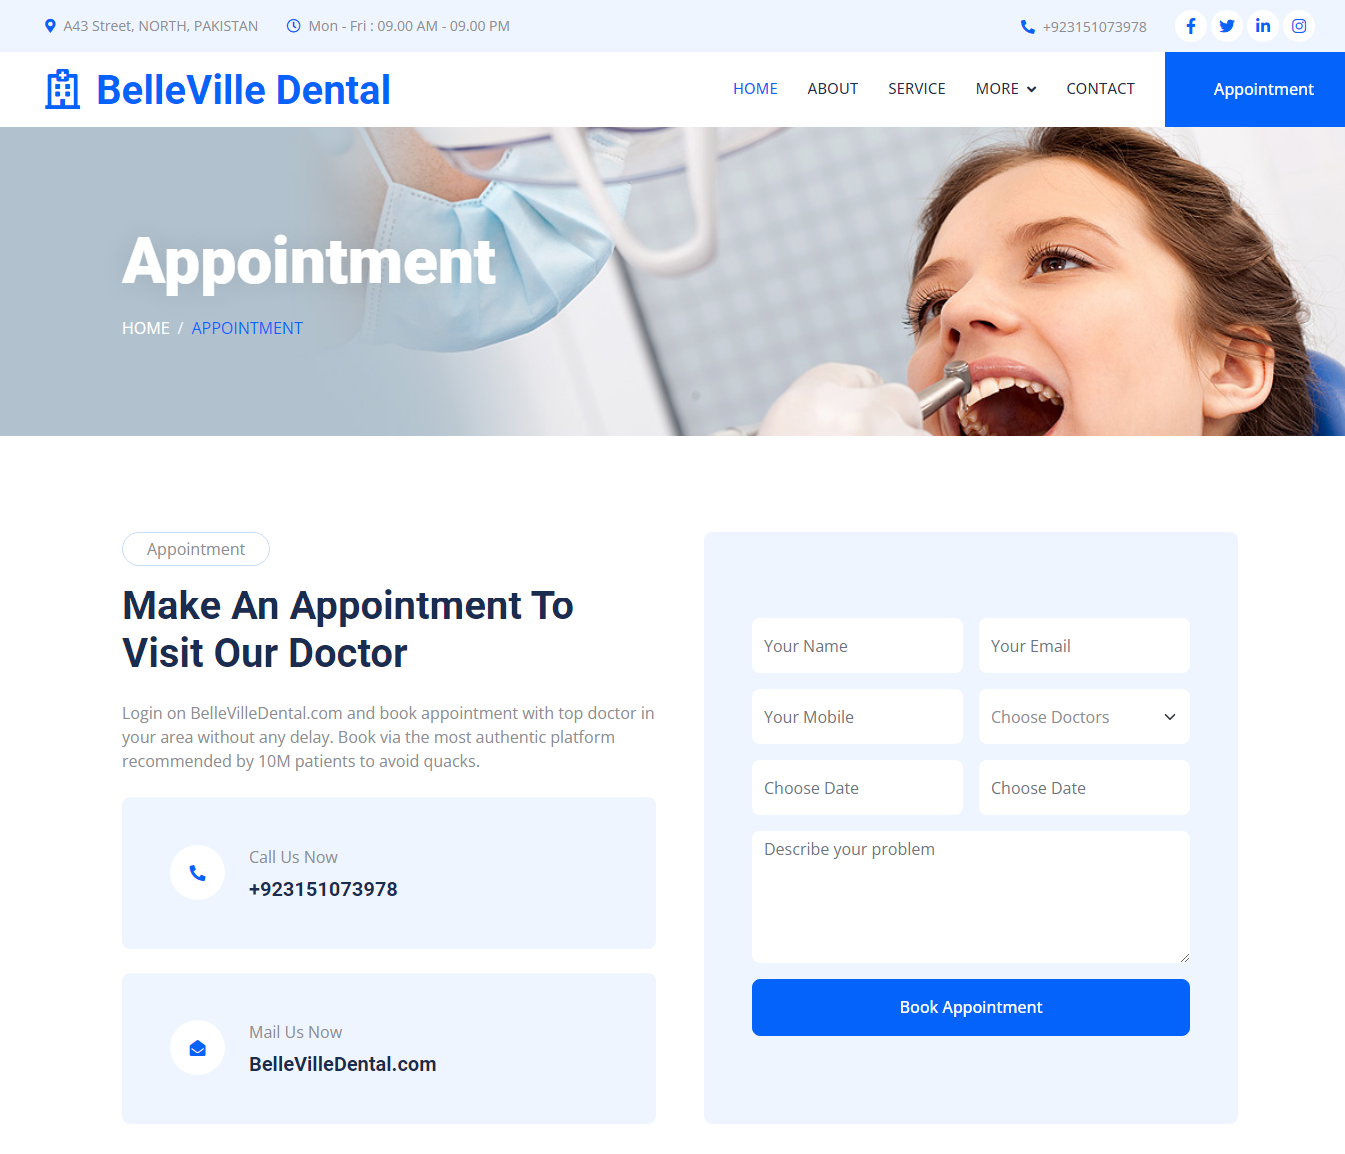 A43 Street, NORTH, PAKISTAN
Mon - Fri : 09.00 AM - 09.00 PM
+923151073978
BelleVille Dental
HOME
ABOUT
SERVICE
MORE
CONTACT
Appointment
Appointment
HOME / APPOINTMENT
Appointment
Make An Appointment To
Visit Our Doctor
Login on BelleVilleDental.com and book appointment with top doctor in
your area without any delay. Book via the most authentic platform
recommended by 10M patients to avoid quacks.
Call Us Now
+923151073978
Mail Us Now
BelleVilleDental.com
Your Name
Your Email
Your Mobile
Choose Doctors
Choose Date
Choose Date
Describe your problem
Book Appointment